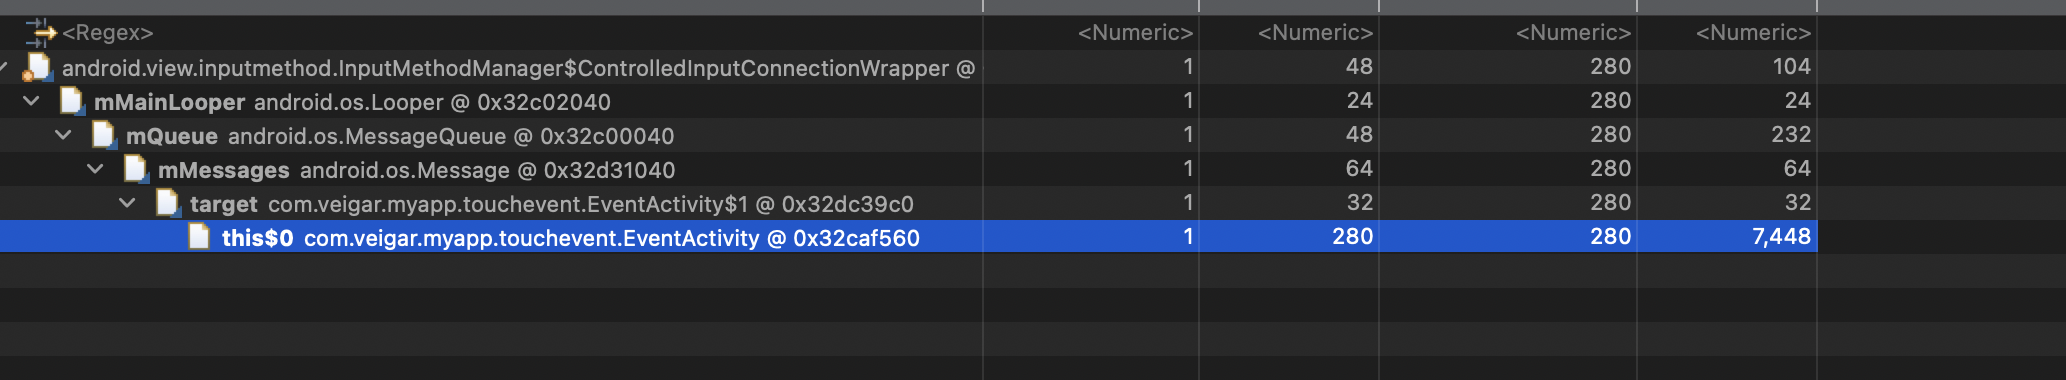 <Regex> <Numeric> <Numeric> <Numeric> <Numeric>
android.view.inputmethod.InputMethodManager$ControlledInputConnectionWrapper @ 1 48 280 104
mMainLooper android.os.Looper @ 0x32c02040 1 24 280 24
mQueue android.os.MessageQueue @ 0x32c00040 1 48 280 232
mMessages android.os.Message @ 0x32d31040 1 64 280 64
target com.veigar.myapp.touchevent.EventActivity$1 @ 0x32dc39c0 1 32 280 32
this$0 com.veigar.myapp.touchevent.EventActivity @ 0x32caf560 1 280 280 7,448